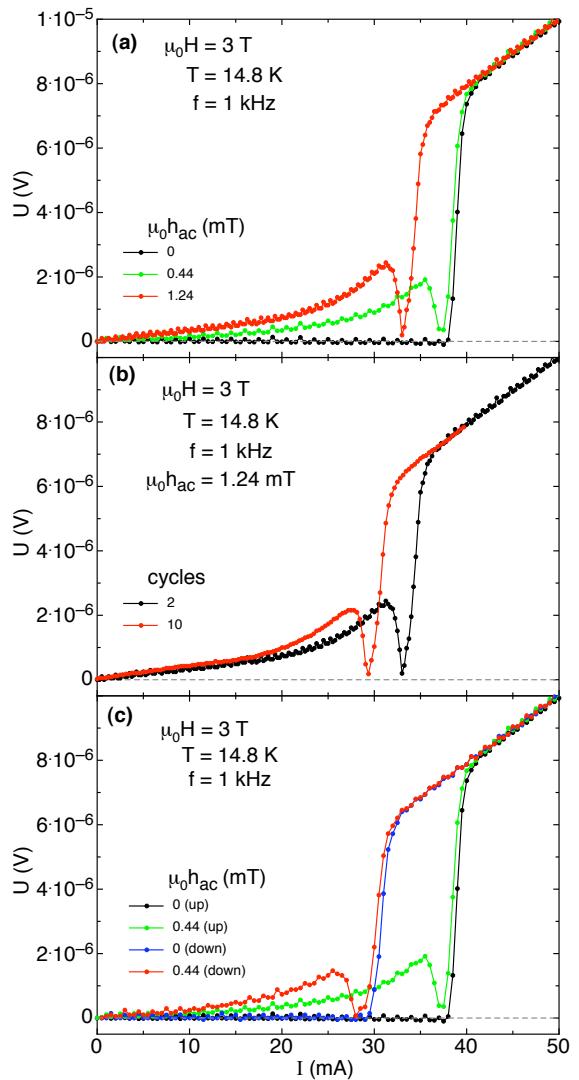 1·10⁻⁵
(a)
μ₀H = 3 T
T = 14.8 K
f = 1 kHz
8·10⁻⁶
6·10⁻⁶
U (V)
4·10⁻⁶
μ₀hac (mT)
0
0.44
1.24
2·10⁻⁶
0
(b)
μ₀H = 3 T
T = 14.8 K
f = 1 kHz
μ₀hac = 1.24 mT
8·10⁻⁶
6·10⁻⁶
U (V)
4·10⁻⁶
cycles
2
10
2·10⁻⁶
0
(c)
μ₀H = 3 T
T = 14.8 K
f = 1 kHz
8·10⁻⁶
6·10⁻⁶
U (V)
4·10⁻⁶
μ₀hac (mT)
0 (up)
0.44 (up)
0 (down)
0.44 (down)
2·10⁻⁶
0
0 10 20 30 40 50
I (mA)